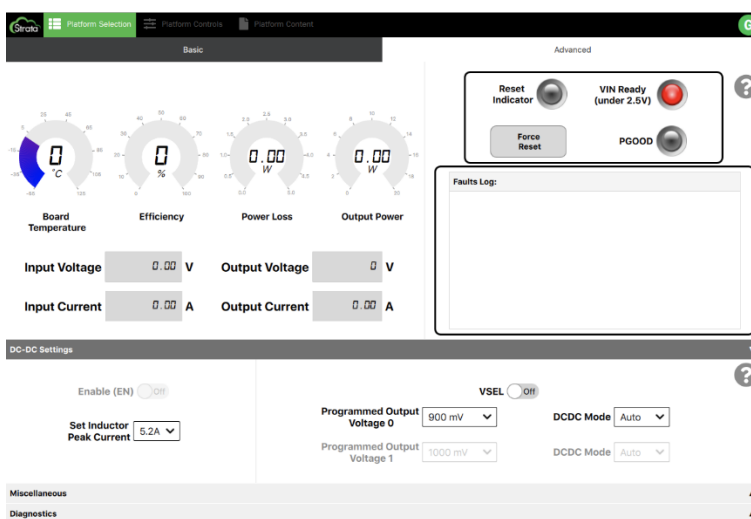 Strata Platform Selection Platform Controls Platform Content G
Basic Advanced
Reset
Indicator
VIN Ready
(under 2.5V)
?
Force
Reset
PGOOD
0
°C
0
%
0.00
W
0.00
W
Board
Temperature
Efficiency
Power Loss
Output Power
Faults Log:
Input Voltage 0.00 V Output Voltage 0 V
Input Current 0.00 A Output Current 0.00 A
DC-DC Settings
?
Enable (EN) Off
Set Inductor
Peak Current 5.2A
VSEL Off
Programmed Output
Voltage 0 900 mV DCDC Mode Auto
Programmed Output
Voltage 1 1000 mV DCDC Mode Auto
Miscellaneous
Diagnostics